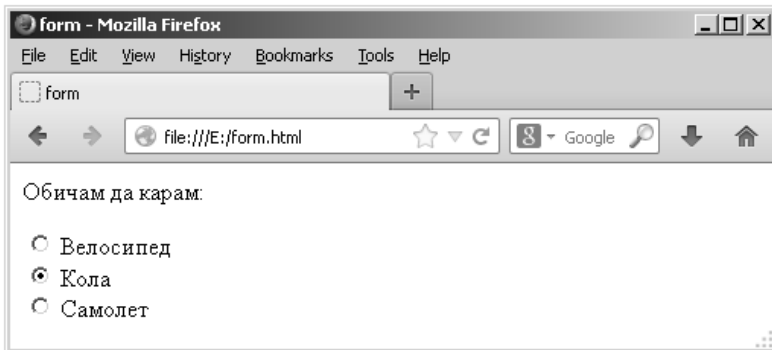 form - Mozilla Firefox
File Edit View History Bookmarks Tools Help
form +
file:///E:/form.html 8 Google
Обичам да карам:
Велосипед
Кола
Самолет